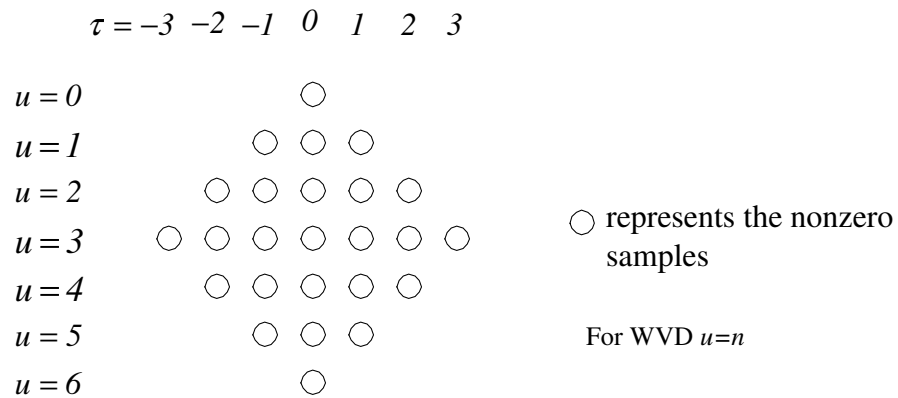 τ = −3 −2 −1 0 1 2 3
u = 0
u = 1
u = 2
u = 3
u = 4
u = 5
u = 6
represents the nonzero
samples
For WVD u=n